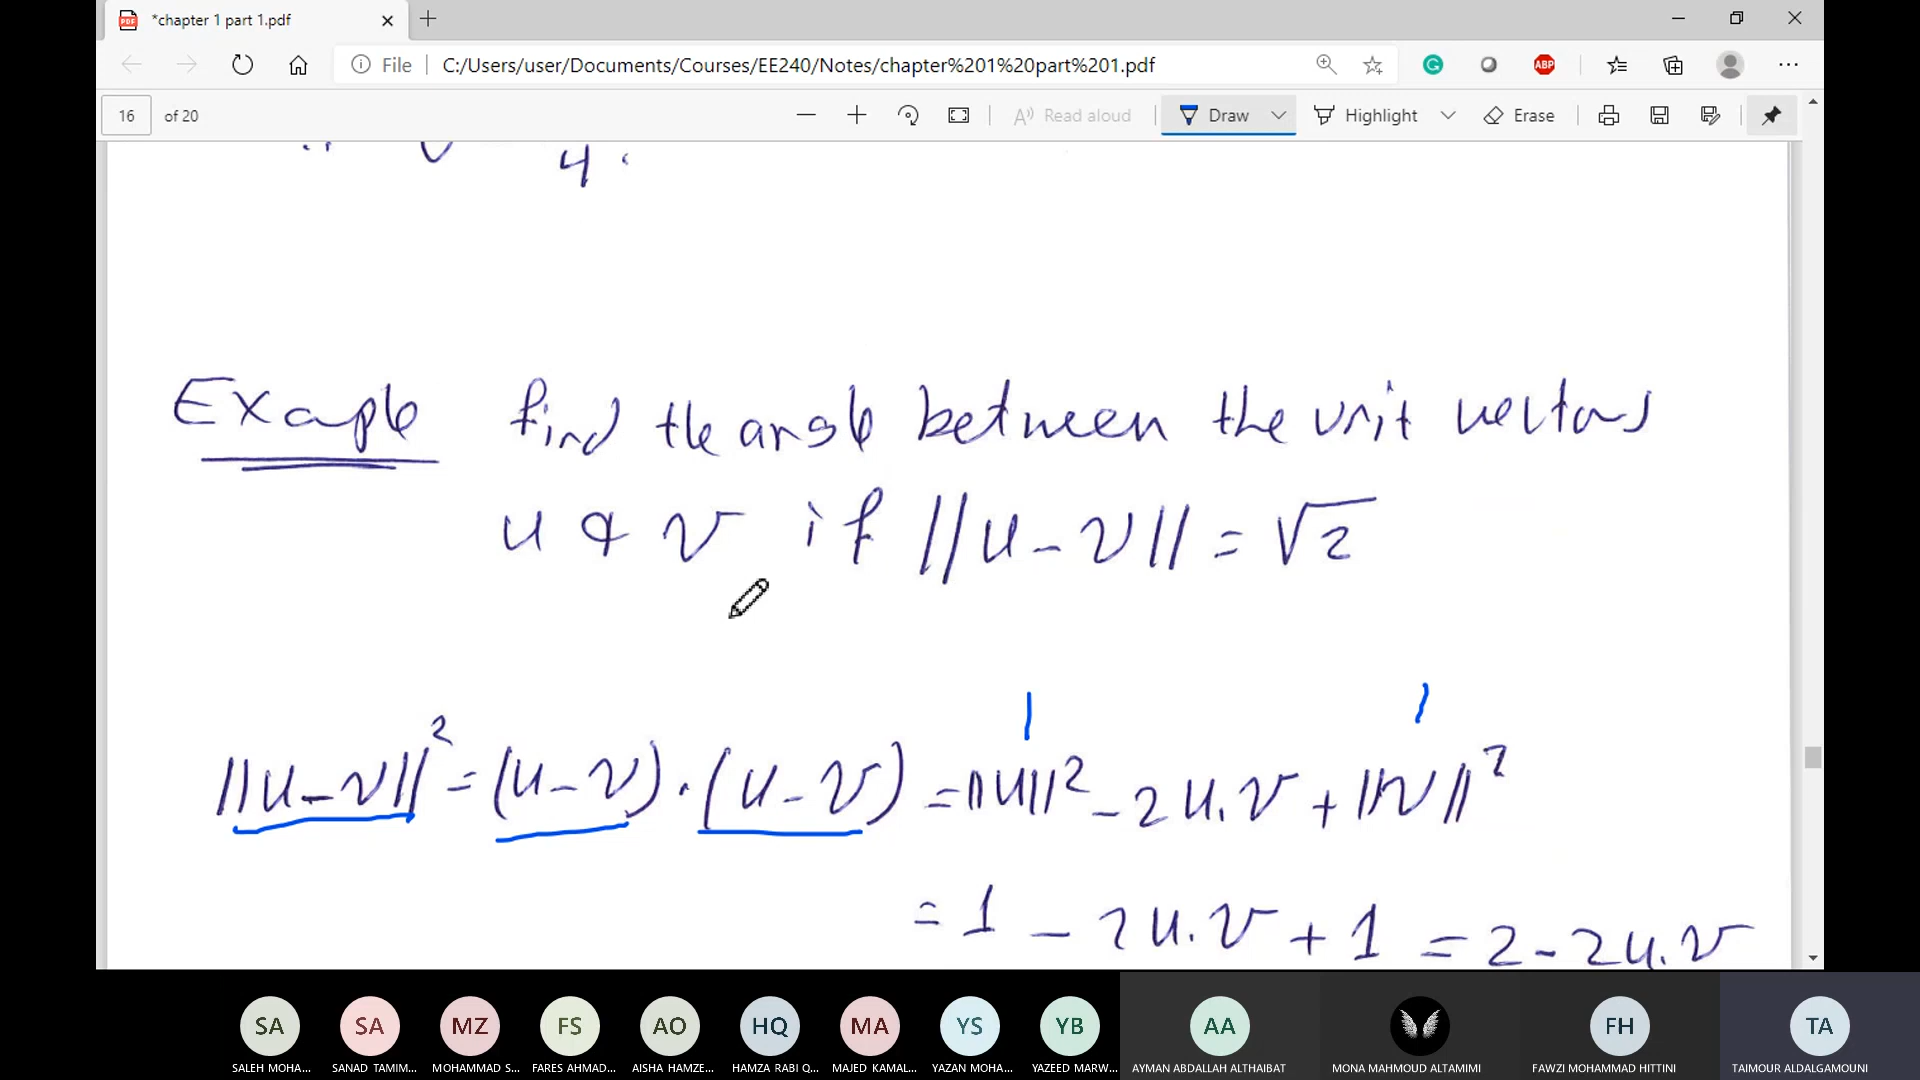 *chapter 1 part 1.pdf
File C:/Users/user/Documents/Courses/EE240/Notes/chapter%201%20part%201.pdf
ABP
16 of 20 Read aloud Draw Highlight Erase
4.
Example find the angle between the unit vectors
u & v if ||u - v|| = √2
1 1
||u - v||² = (u - v) . (u - v) = ||u||² - 2 u.v + ||v||²
= 1 - 2u.v + 1 = 2 - 2u.v
SA SA MZ FS AO HQ MA YS YB AA FH TA
SALEH MOHA... SANAD TAMIM... MOHAMMAD S... FARES AHMAD... AISHA HAMZE... HAMZA RABI Q... MAJED KAMAL... YAZAN MOHA... YAZEED MARW... AYMAN ABDALLAH ALTHAIBAT MONA MAHMOUD ALTAMIMI FAWZI MOHAMMAD HITTINI TAIMOUR ALDALGAMOUNI